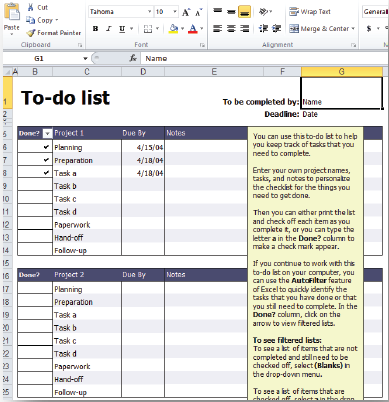 Cut
Copy
Format Painter
Paste
Clipboard
Tahoma
10
A A
B I U
A
Font
Wrap Text
Merge & Center
Alignment
General
$
G1
fx
Name
A B C D E F G
1
To-do list
To be completed by: Name
2
Deadline: Date
3
5 Done? Project 1 Due By Notes
6 ✔ Planning 4/15/04
7 ✔ Preparation 4/18/04
8 ✔ Task a 4/18/04
9 Task b
10 Task c
11 Task d
12 Paperwork
13 Hand-off
14 Follow-up
15
16 Done? Project 2 Due By Notes
17 Planning
18 Preparation
19 Task a
20 Task b
21 Task c
22 Task d
23 Paperwork
24 Hand-off
25 Follow-up
You can use this to-do list to help
you keep track of tasks that you
need to complete.
Enter your own project names,
tasks, and notes to personalize
the checklist for the things you
need to get done.
Then you can either print the list
and check off each item as you
complete it, or you can type the
letter a in the Done? column to
make a check mark appear.
If you continue to work with this
to-do list on your computer, you
can use the AutoFilter feature
of Excel to quickly identify the
tasks that you have done or that
you still need to complete. In the
Done? column, click on the
arrow to view filtered lists.
To see filtered lists:
To see a list of items that are not
completed and still need to be
checked off, select (Blanks) in
the drop-down menu.
To see a list of items that are
checked off, select a in the drop